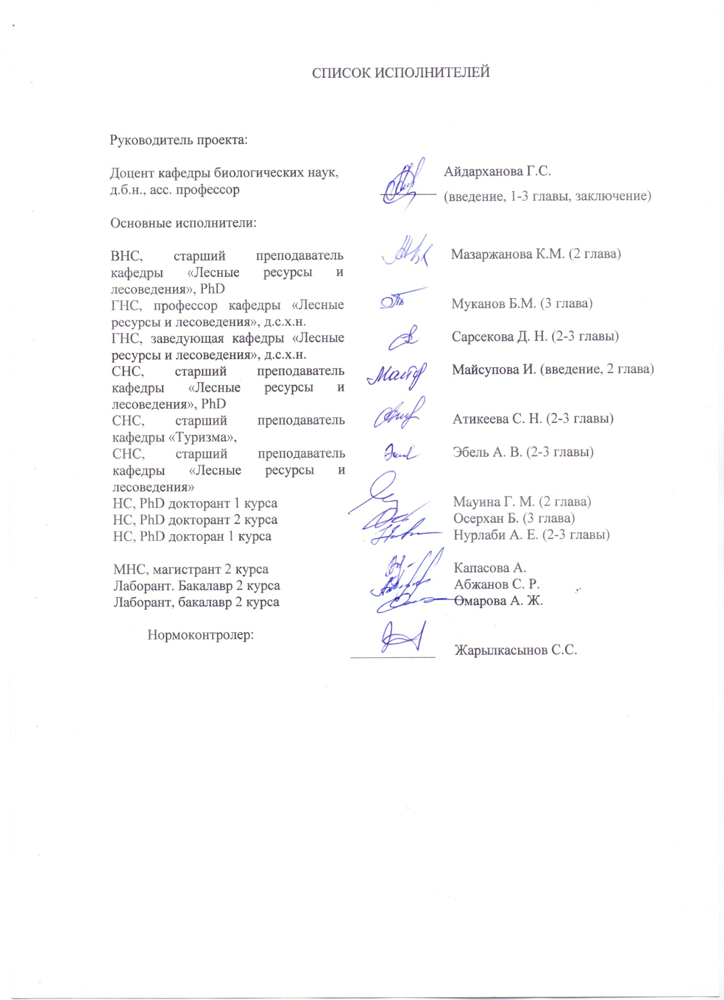 СПИСОК ИСПОЛНИТЕЛЕЙ
Руководитель проекта:
Доцент кафедры биологических наук, Айдарханова Г.С.
д.б.н., асс. профессор (введение, 1-3 главы, заключение)
Основные исполнители:
ВНС, старший преподаватель Мазаржанова К.М. (2 глава)
кафедры «Лесные ресурсы и
лесоведения», PhD
ГНС, профессор кафедры «Лесные Муканов Б.М. (3 глава)
ресурсы и лесоведения», д.с.х.н.
ГНС, заведующая кафедры «Лесные Сарсекова Д. Н. (2-3 главы)
ресурсы и лесоведения», д.с.х.н.
СНС, старший преподаватель Майсупова И. (введение, 2 глава)
кафедры «Лесные ресурсы и
лесоведения», PhD
СНС, старший преподаватель Атикеева С. Н. (2-3 главы)
кафедры «Туризма»,
СНС, старший преподаватель Эбель А. В. (2-3 главы)
кафедры «Лесные ресурсы и
лесоведения»
НС, PhD докторант 1 курса Мауина Г. М. (2 глава)
НС, PhD докторант 2 курса Осерхан Б. (3 глава)
НС, PhD докторан 1 курса Нурлаби А. Е. (2-3 главы)
МНС, магистрант 2 курса Капасова А.
Лаборант. Бакалавр 2 курса Абжанов С. Р.
Лаборант, бакалавр 2 курса Омарова А. Ж.
Нормоконтролер:
Жарылкасынов С.С.